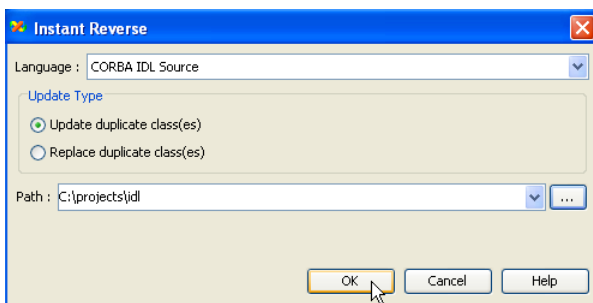 Instant Reverse
Language : CORBA IDL Source
Update Type
Update duplicate class(es)
Replace duplicate class(es)
Path : C:\projects\idl ...
OK Cancel Help